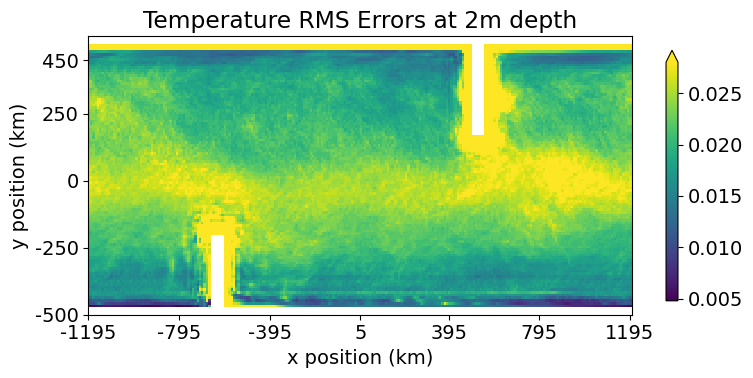 Temperature RMS Errors at 2m depth
450
250
0
-250
-500
y position (km)
-1195 -795 -395 5 395 795 1195
x position (km)
0.025
0.020
0.015
0.010
0.005